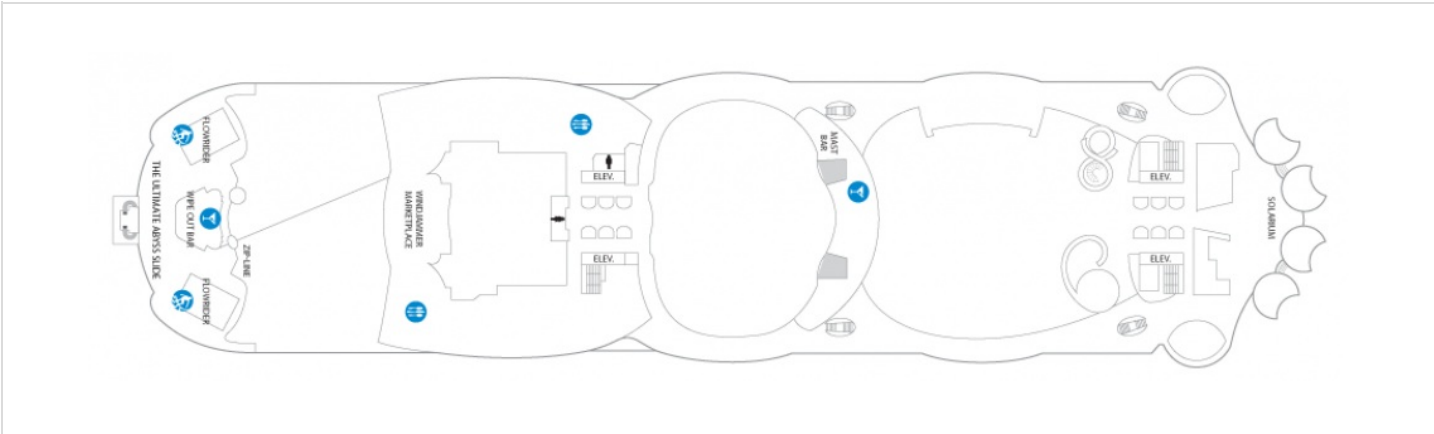 FLOWRIDER
THE ULTIMATE ABYSS SLIDE
WIPE OUT BAR
ZIP-LINE
FLOWRIDER
WINDJAMMER
MARKETPLACE
ELEV.
ELEV.
MAST
BAR
ELEV.
ELEV.
SOLARIUM